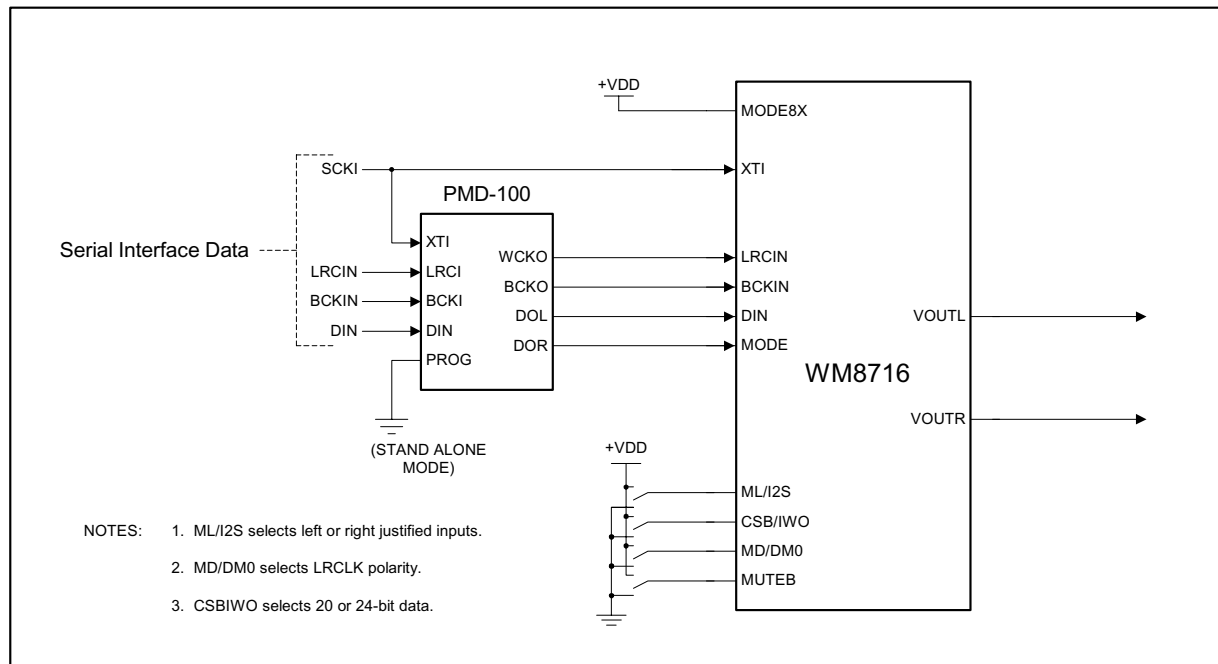 +VDD
MODE8X
SCKI
XTI
PMD-100
Serial Interface Data
XTI
WCKO
LRCIN
LRCIN
LRCI
BCKO
BCKIN
BCKIN
BCKI
DOL
DIN
VOUTL
DIN
DIN
DOR
MODE
PROG
WM8716
(STAND ALONE
MODE)
VOUTR
+VDD
ML/I2S
CSB/IWO
MD/DM0
MUTEB
NOTES: 1. ML/I2S selects left or right justified inputs.
2. MD/DM0 selects LRCLK polarity.
3. CSBIWO selects 20 or 24-bit data.